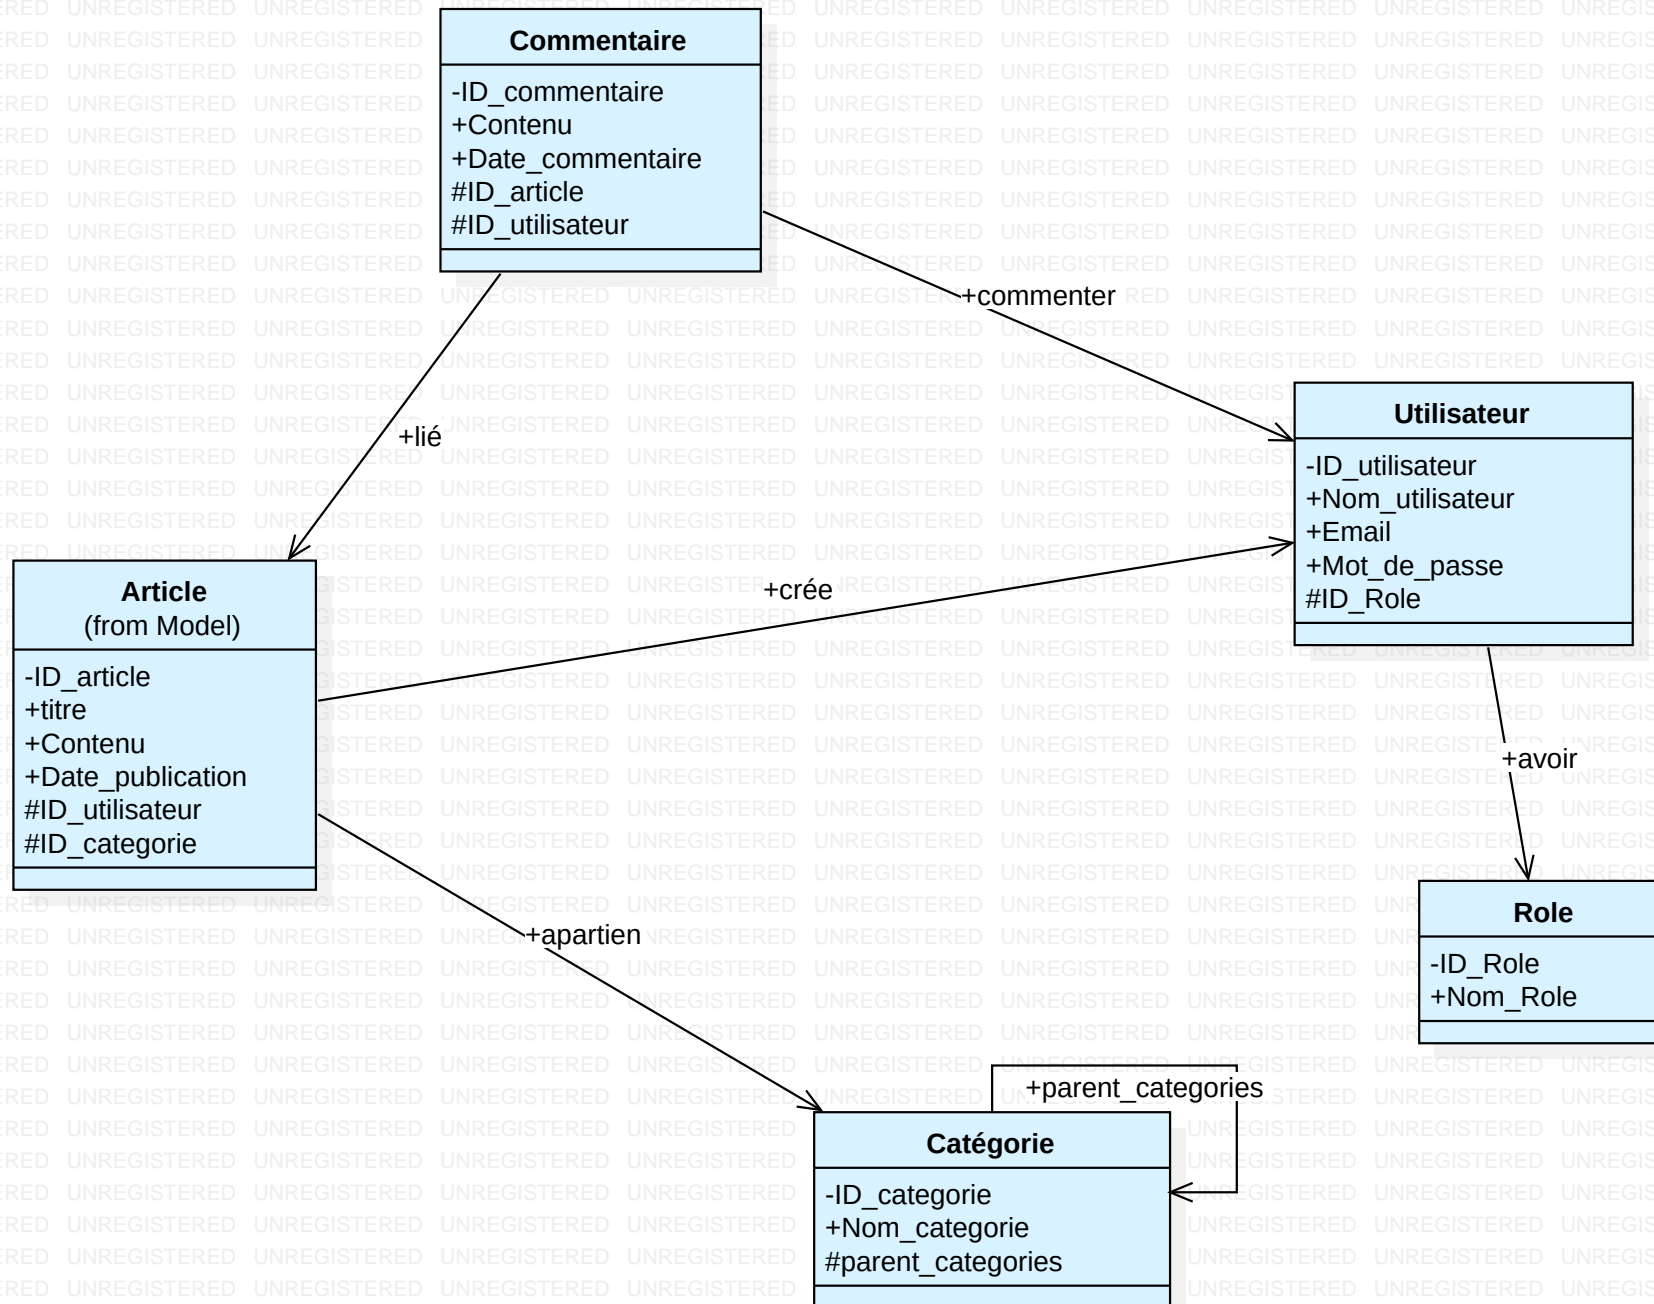 Commentaire
-ID_commentaire
+Contenu
+Date_commentaire
#ID_article
#ID_utilisateur
+commenter
+lié
Utilisateur
-ID_utilisateur
+Nom_utilisateur
+Email
+Mot_de_passe
#ID_Role
Article
(from Model)
-ID_article
+titre
+Contenu
+Date_publication
#ID_utilisateur
#ID_categorie
+crée
+avoir
+apartien
Role
-ID_Role
+Nom_Role
+parent_categories
Catégorie
-ID_categorie
+Nom_categorie
#parent_categories
UNREGISTERED